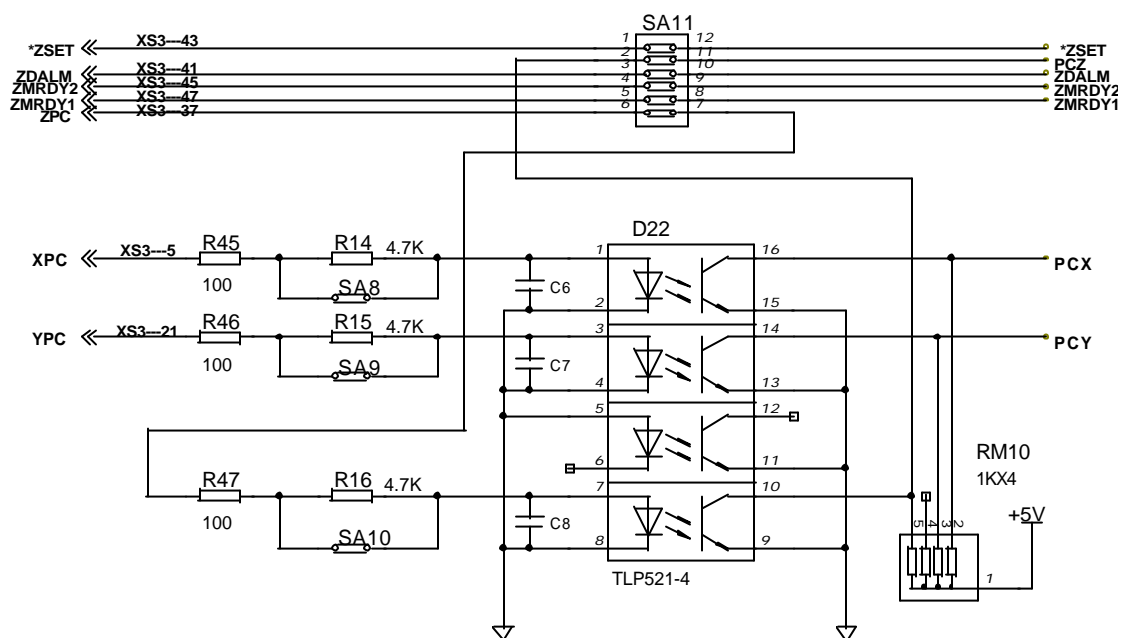 SA11
*ZSET XS3---43 1 12 *ZSET
2 11 PCZ
ZDALM XS3---41 3 10 ZDALM
ZMRDY2 XS3---45 4 9 ZMRDY2
ZMRDY1 XS3---47 5 8 ZMRDY1
ZPC XS3---37 6 7
D22
XPC XS3---5 R45 R14 4.7K 1 16 PCX
100 SA8 C6
2 15
YPC XS3---21 R46 R15 4.7K 3 14 PCY
100 SA9 C7
4 13
5 12
6 11
RM10
1KX4
R47 R16 4.7K 7 10
100 SA10 C8
+5V
5 4 3 2
8 9
1
TLP521-4